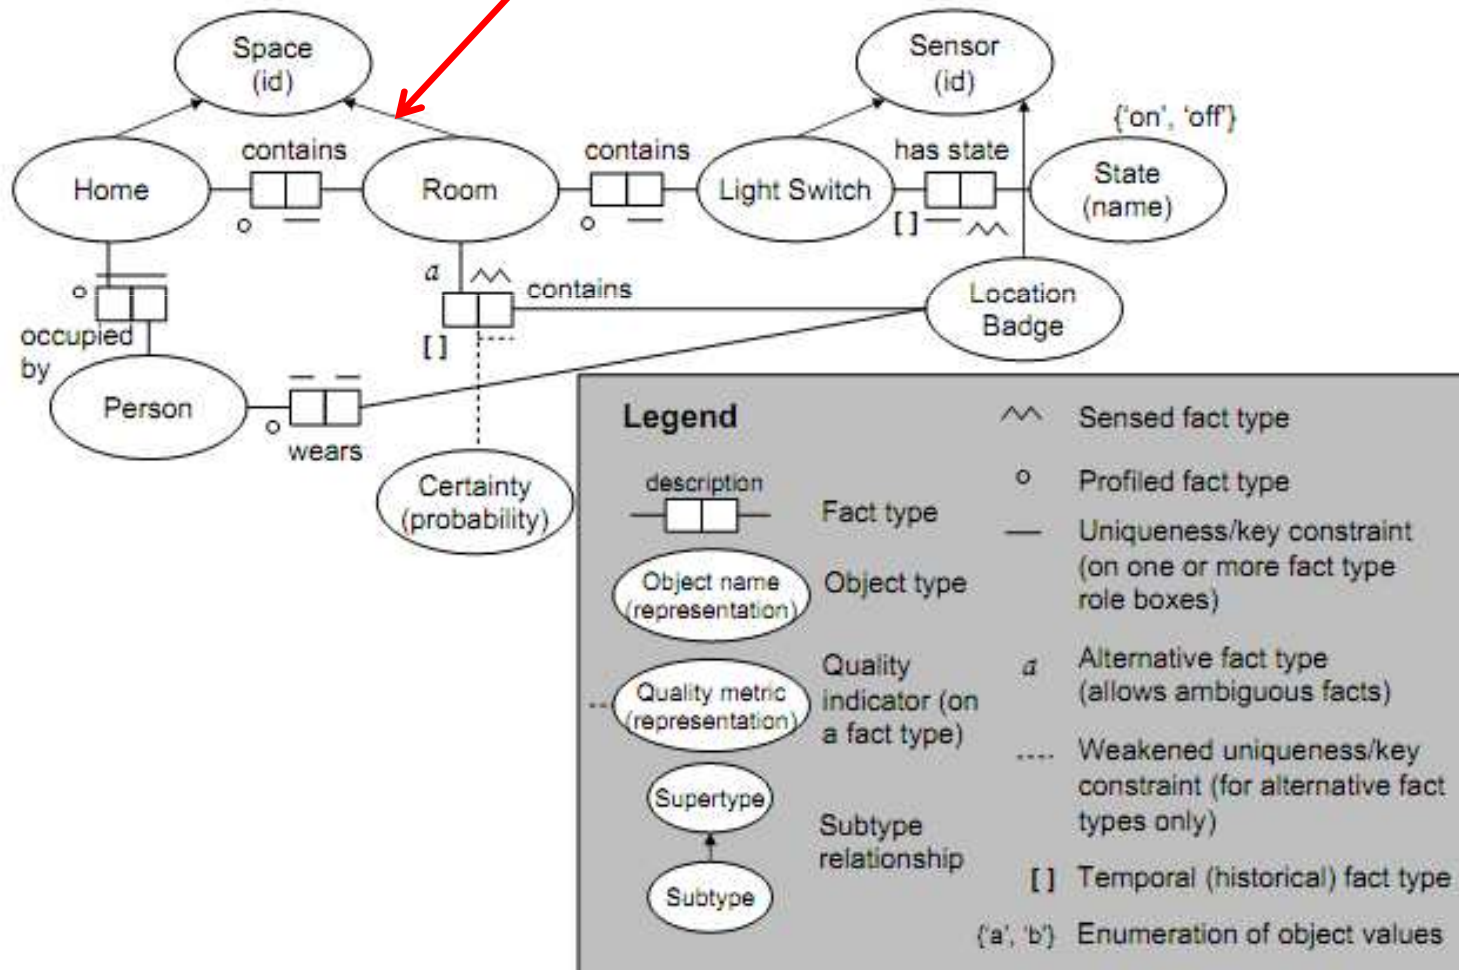 Space
(id)
Sensor
(id)
{'on', 'off'}
Home
contains
Room
contains
Light Switch
has state
State
(name)
[ ]
a
contains
[ ]
Location
Badge
occupied
by
Person
wears
Certainty
(probability)
Legend
description
Fact type
Object name
(representation)
Object type
Quality metric
(representation)
Quality
indicator (on
a fact type)
Supertype
Subtype
Subtype
relationship
Sensed fact type
Profiled fact type
Uniqueness/key constraint
(on one or more fact type
role boxes)
a Alternative fact type
(allows ambiguous facts)
Weakened uniqueness/key
constraint (for alternative fact
types only)
[ ] Temporal (historical) fact type
{'a', 'b'} Enumeration of object values